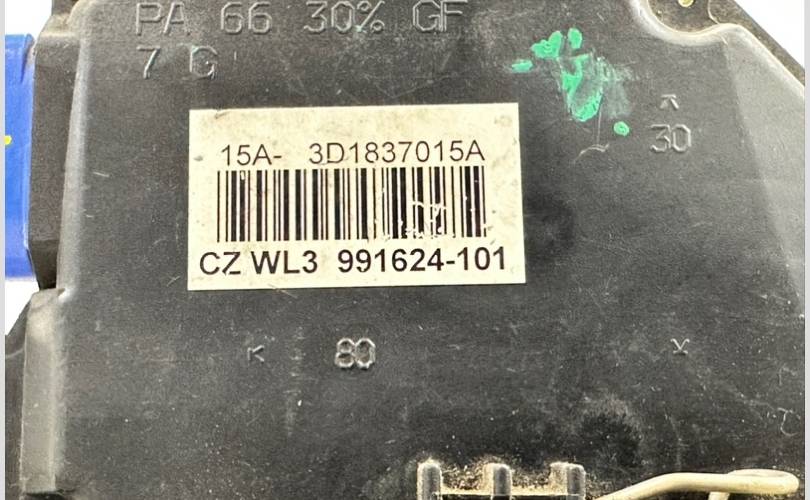 PA 66 30% GF
7 G
30
15A- 3D1837015A
CZ WL3 991624-101
80